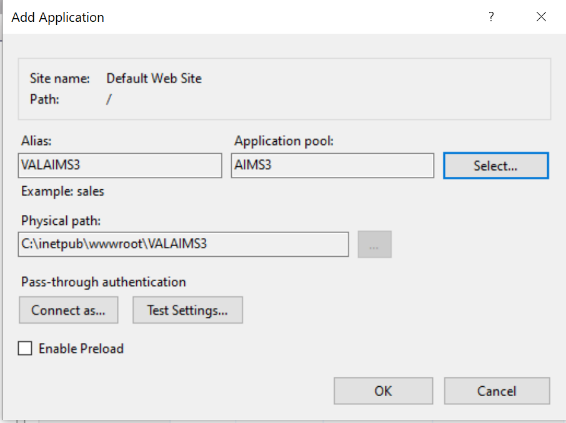 Add Application
?
Site name: Default Web Site
Path: /
Alias: Application pool:
VALAIMS3 AIMS3 Select...
Example: sales
Physical path:
C:\inetpub\wwwroot\VALAIMS3 ...
Pass-through authentication
Connect as... Test Settings...
Enable Preload
OK Cancel